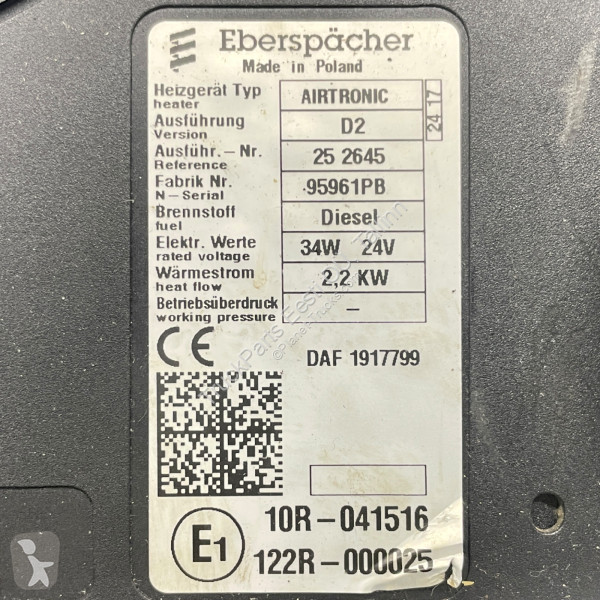 Eberspächer
Made in Poland
Heizgerät Typ AIRTRONIC
heater
24 17
Ausführung D2
Version
Ausführ.- Nr. 25 2645
Reference
Fabrik Nr. 95961PB
N - Serial
Brennstoff Diesel
fuel
Elektr. Werte 34W 24V
rated voltage
Wärmestrom 2,2 KW
heat flow
Betriebsüberdruck –
working pressure
CE DAF 1917799
E1
10R-041516
122R-000025